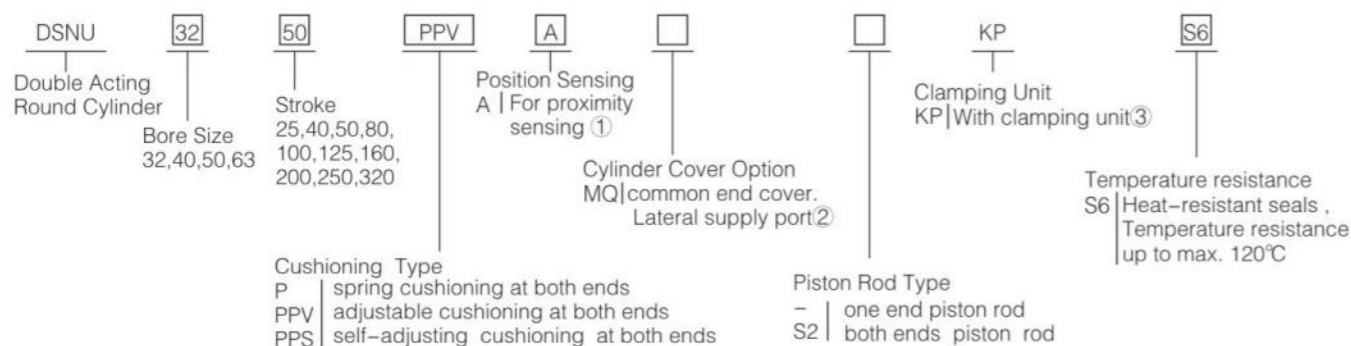 DSNU 32 50 PPV A KP S6
Double Acting
Round Cylinder
Bore Size
32,40,50,63
Stroke
25,40,50,80,
100,125,160,
200,250,320
Position Sensing
A For proximity
sensing ①
Clamping Unit
KP With clamping unit③
Cylinder Cover Option
MQ common end cover.
Lateral supply port②
Temperature resistance
S6 Heat-resistant seals ,
Temperature resistance
up to max. 120℃
Cushioning Type
P spring cushioning at both ends
PPV adjustable cushioning at both ends
PPS self-adjusting cushioning at both ends
Piston Rod Type
- one end piston rod
S2 both ends piston rod